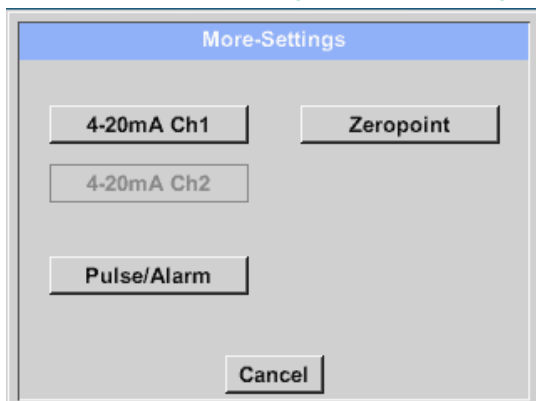 More-Settings
4-20mA Ch1
Zeropoint
4-20mA Ch2
Pulse/Alarm
Cancel